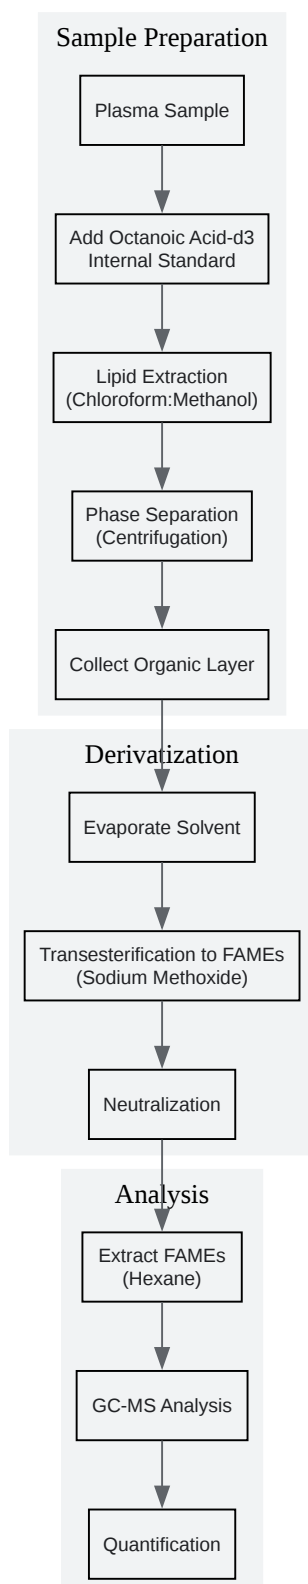 Sample Preparation
Plasma Sample
Add Octanoic Acid-d3
Internal Standard
Lipid Extraction
(Chloroform:Methanol)
Phase Separation
(Centrifugation)
Collect Organic Layer
Derivatization
Evaporate Solvent
Transesterification to FAMEs
(Sodium Methoxide)
Neutralization
Analysis
Extract FAMEs
(Hexane)
GC-MS Analysis
Quantification